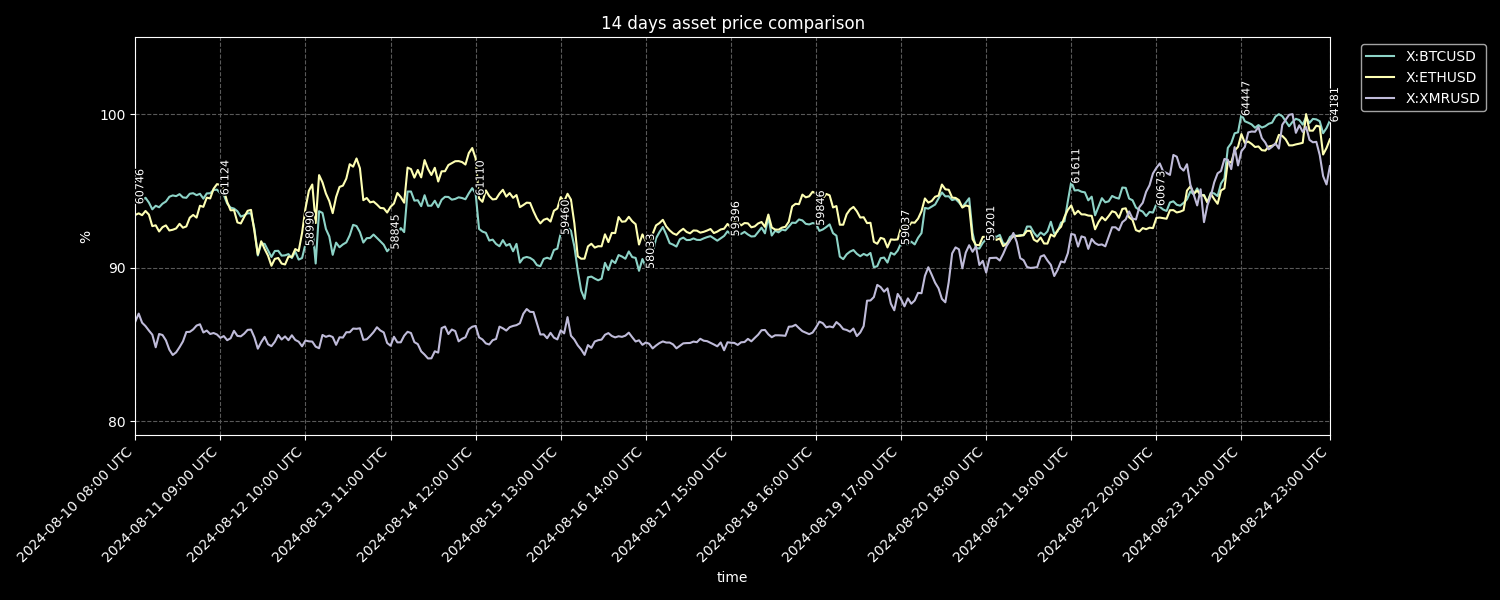 14 days asset price comparison
X:BTCUSD
X:ETHUSD
X:XMRUSD
100
90
80
%
60746
61124
58990
58845
61110
59460
58033
59396
59846
59037
59201
61611
60673
64447
64181
2024-08-10 08:00 UTC
2024-08-11 09:00 UTC
2024-08-12 10:00 UTC
2024-08-13 11:00 UTC
2024-08-14 12:00 UTC
2024-08-15 13:00 UTC
2024-08-16 14:00 UTC
2024-08-17 15:00 UTC
2024-08-18 16:00 UTC
2024-08-19 17:00 UTC
2024-08-20 18:00 UTC
2024-08-21 19:00 UTC
2024-08-22 20:00 UTC
2024-08-23 21:00 UTC
2024-08-24 23:00 UTC
time